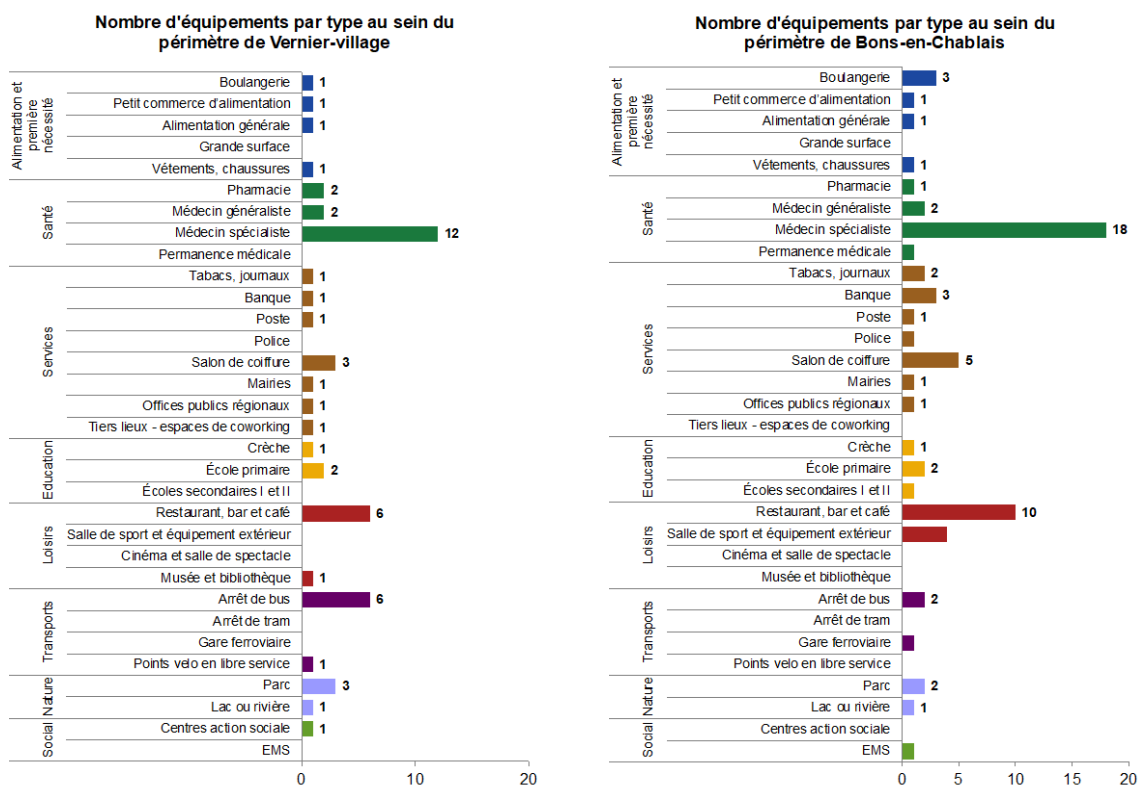 Nombre d'équipements par type au sein du
périmètre de Vernier-village
Alimentation et
première
nécessité
Boulangerie 1
Petit commerce d'alimentation 1
Alimentation générale 1
Grande surface
Vêtements, chaussures 1
Santé
Pharmacie 2
Médecin généraliste 2
Médecin spécialiste 12
Permanence médicale
Services
Tabacs, journaux 1
Banque 1
Poste 1
Police
Salon de coiffure 3
Mairies 1
Offices publics régionaux 1
Tiers lieux - espaces de coworking 1
Education
Crèche 1
École primaire 2
Écoles secondaires I et II
Loisirs
Restaurant, bar et café 6
Salle de sport et équipement extérieur
Cinéma et salle de spectacle
Musée et bibliothèque 1
Transports
Arrêt de bus 6
Arrêt de tram
Gare ferroviaire
Points velo en libre service 1
Nature
Parc 3
Lac ou rivière 1
Social
Centres action sociale 1
EMS
0 10 20
Nombre d'équipements par type au sein du
périmètre de Bons-en-Chablais
Alimentation et
première
nécessité
Boulangerie 3
Petit commerce d'alimentation 1
Alimentation générale 1
Grande surface
Vêtements, chaussures 1
Santé
Pharmacie 1
Médecin généraliste 2
Médecin spécialiste 18
Permanence médicale
Services
Tabacs, journaux 2
Banque 3
Poste 1
Police
Salon de coiffure 5
Mairies 1
Offices publics régionaux 1
Tiers lieux - espaces de coworking
Education
Crèche 1
École primaire 2
Écoles secondaires I et II
Loisirs
Restaurant, bar et café 10
Salle de sport et équipement extérieur
Cinéma et salle de spectacle
Musée et bibliothèque
Transports
Arrêt de bus 2
Arrêt de tram
Gare ferroviaire
Points velo en libre service
Nature
Parc 2
Lac ou rivière 1
Social
Centres action sociale
EMS
0 5 10 15 20